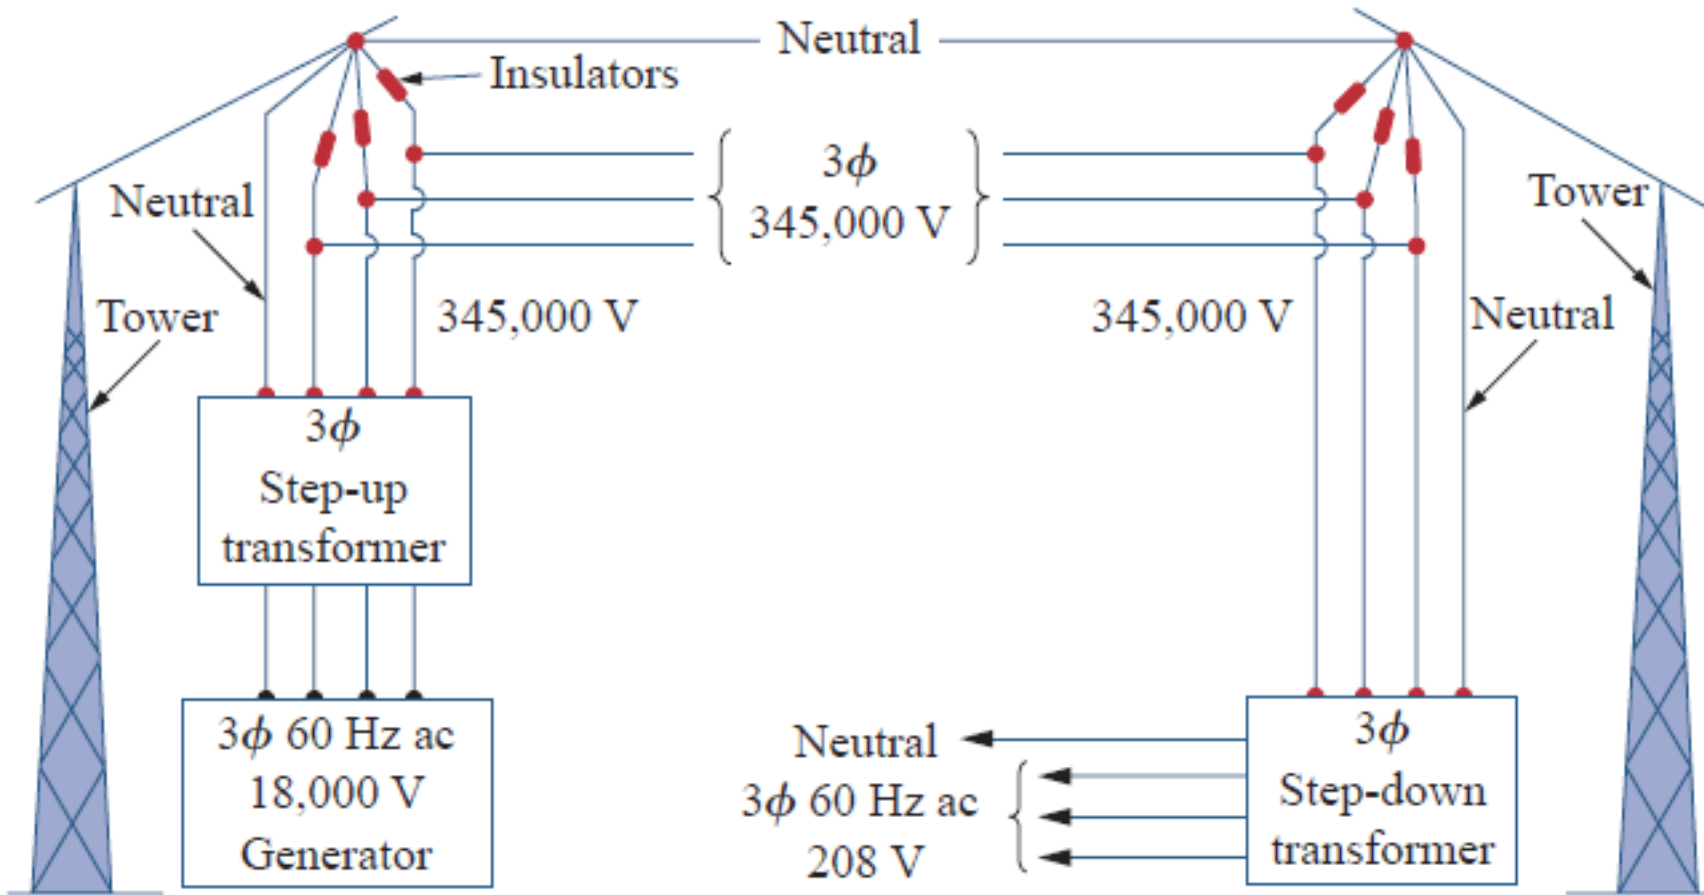 Neutral
Insulators
3ϕ
345,000 V
Neutral
Tower
345,000 V
345,000 V
Tower
Neutral
3ϕ
Step-up
transformer
3ϕ 60 Hz ac
18,000 V
Generator
Neutral
3ϕ 60 Hz ac
208 V
3ϕ
Step-down
transformer